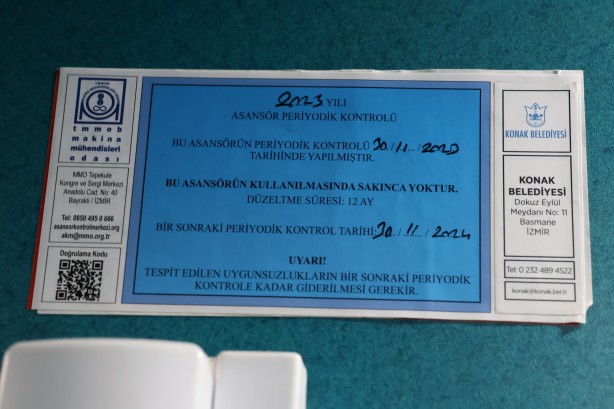 TMMOB
tmmob
makina
mühendisleri
odası
MMO Tepekule
Kongre ve Sergi Merkezi
Anadolu Cad. No: 40
Bayraklı / İZMİR
Tel: 0850 495 0 666
asansorkontrolmerkezi.org
akm@mmo.org.tr
Doğrulama Kodu
2023 YILI
ASANSÖR PERİYODİK KONTROLÜ
BU ASANSÖRÜN PERİYODİK KONTROLÜ 30/11/2023
TARİHİNDE YAPILMIŞTIR.
BU ASANSÖRÜN KULLANILMASINDA SAKINCA YOKTUR.
DÜZELTME SÜRESİ: 12 AY
BİR SONRAKİ PERİYODİK KONTROL TARİHİ: 30/11/2024
UYARI!
TESPİT EDİLEN UYGUNSUZLUKLARIN BİR SONRAKİ PERİYODİK
KONTROLE KADAR GİDERİLMESİ GEREKİR.
KONAK BELEDİYESİ
KONAK
BELEDİYESİ
Dokuz Eylül
Meydanı No: 11
Basmane
İZMİR
Tel: 0 232 489 4522
konak@konak.bel.tr